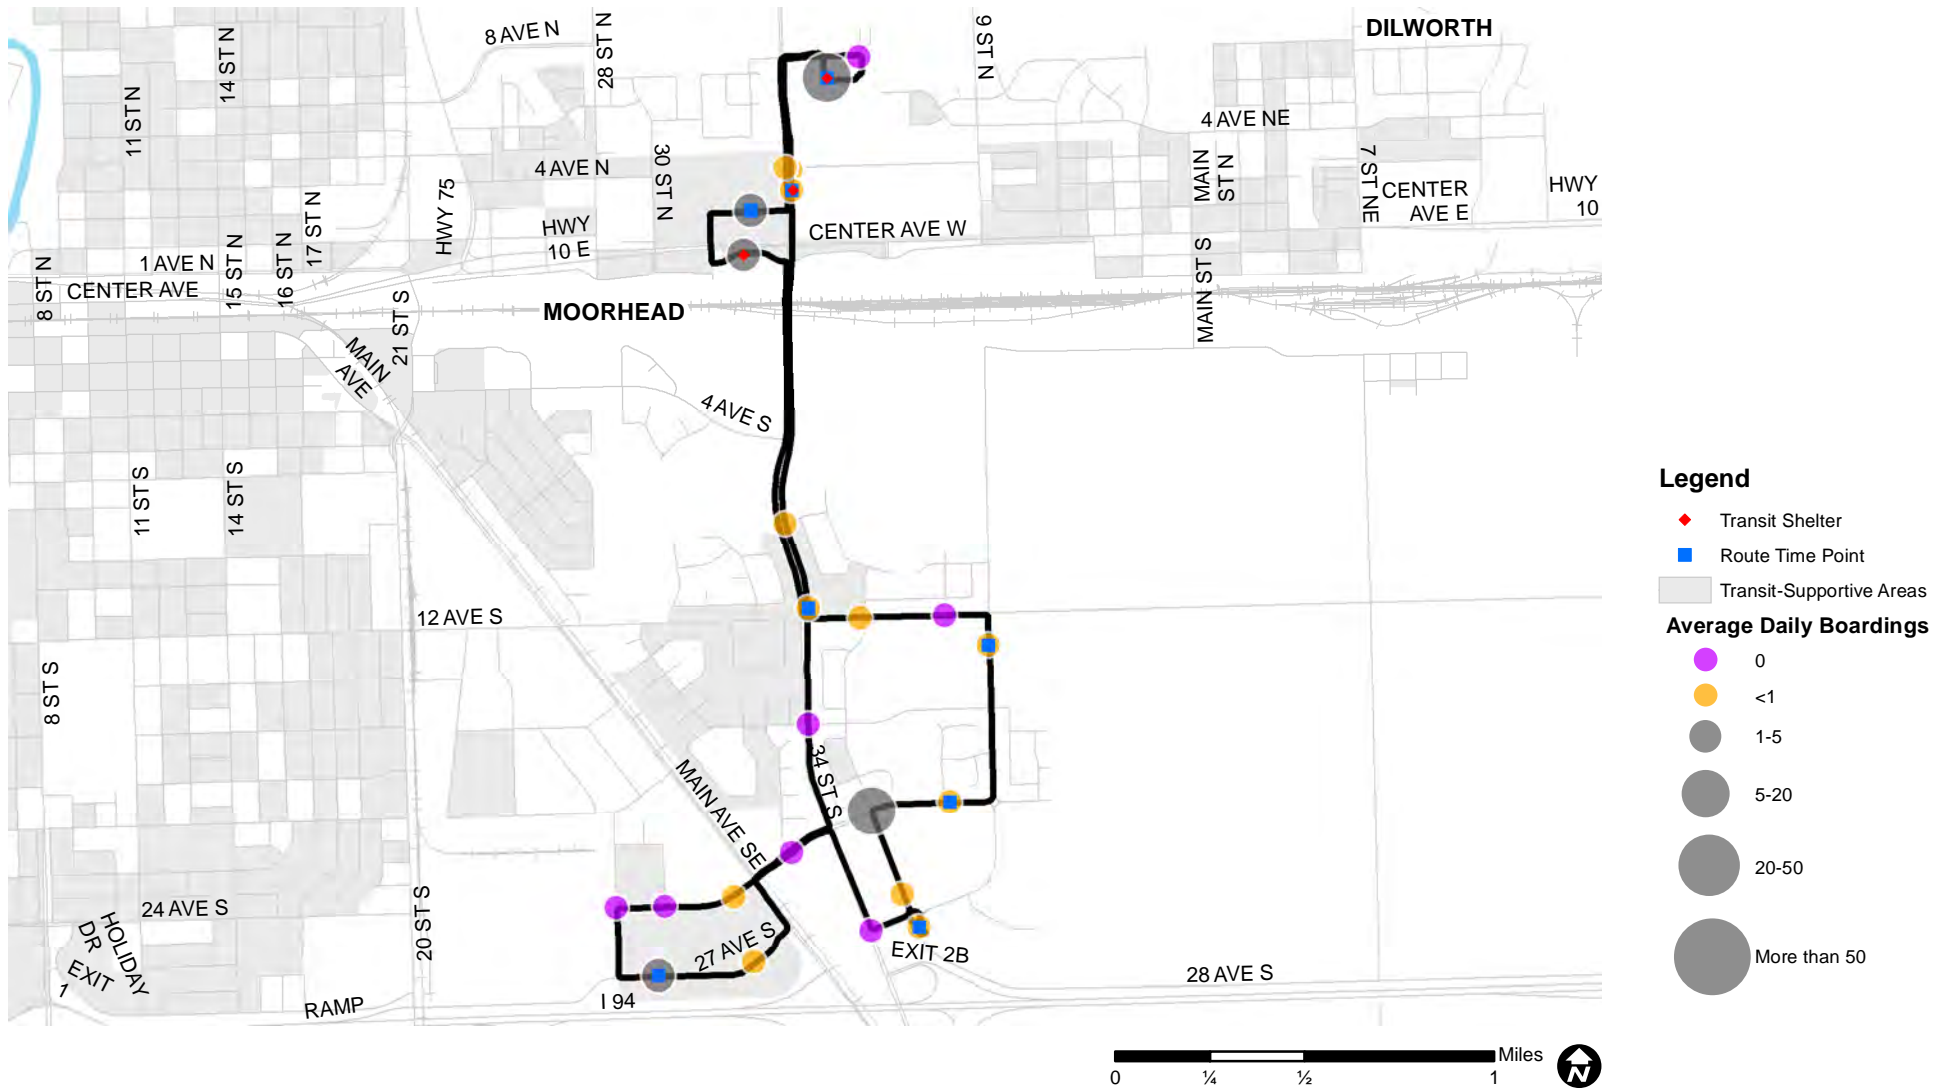 DILWORTH
8 AVE N
28 ST N
9 ST N
14 ST N
11 ST N
4 AVE NE
4 AVE N
30 ST N
MAIN
ST N
7 ST NE
CENTER
AVE E
HWY
10
HWY 75
17 ST N
HWY
10 E
CENTER AVE W
15 ST N
16 ST N
1 AVE N
CENTER AVE
8 ST N
MAIN ST S
MOORHEAD
21 ST S
MAIN
AVE
4 AVE S
11 ST S
14 ST S
12 AVE S
8 ST S
34 ST S
MAIN AVE SE
24 AVE S
20 ST S
HOLIDAY
DR
EXIT
1
27 AVE S
EXIT 2B
28 AVE S
I 94
RAMP
Legend
Transit Shelter
Route Time Point
Transit-Supportive Areas
Average Daily Boardings
0
<1
1-5
5-20
20-50
More than 50
Miles
0
¼
½
1
N